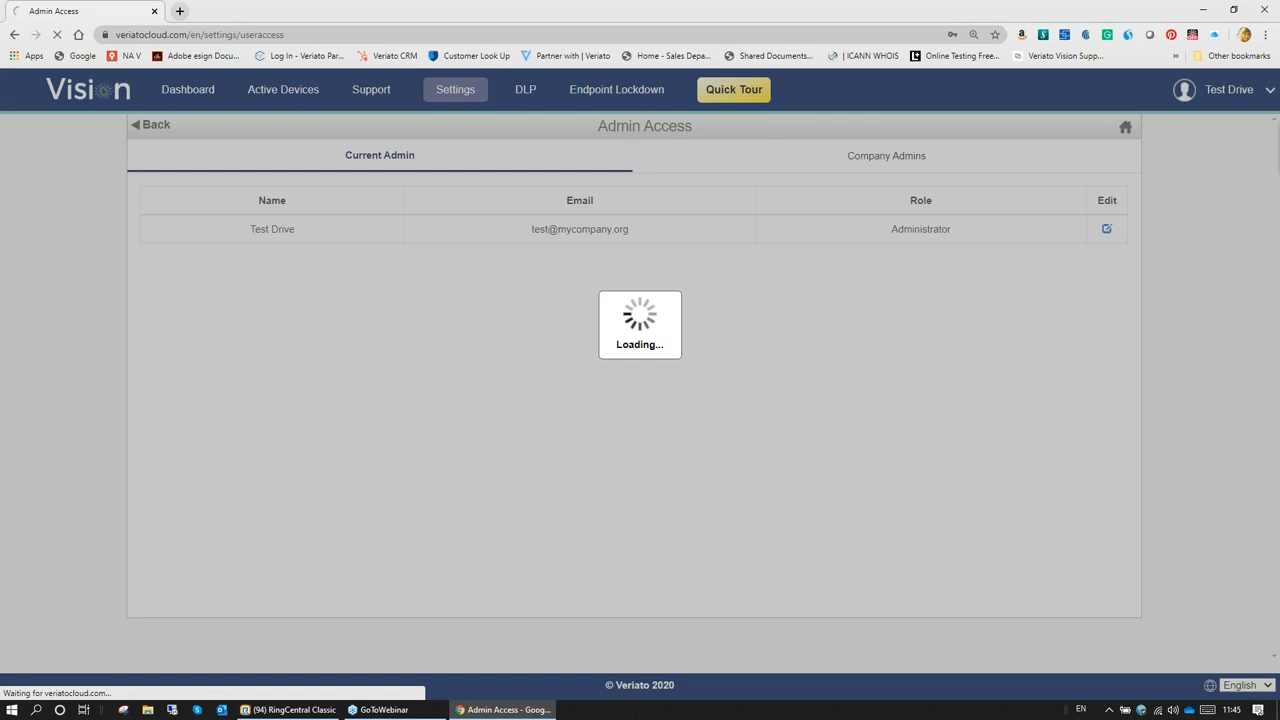 Admin Access
veriatocloud.com/en/settings/useraccess
Apps Google NA V Adobe esign Docu... Log In - Veriato Par... Veriato CRM Customer Look Up Partner with | Veriato Home - Sales Depa... Shared Documents... | ICANN WHOIS Online Testing Free... Veriato Vision Supp... » Other bookmarks
Vision Dashboard Active Devices Support Settings DLP Endpoint Lockdown Quick Tour Test Drive
Back Admin Access
Current Admin Company Admins
Name Email Role Edit
Test Drive test@mycompany.org Administrator
Loading...
© Veriato 2020 English
Waiting for veriatocloud.com...
(94) RingCentral Classic GoToWebinar Admin Access - Goog... EN 11:45